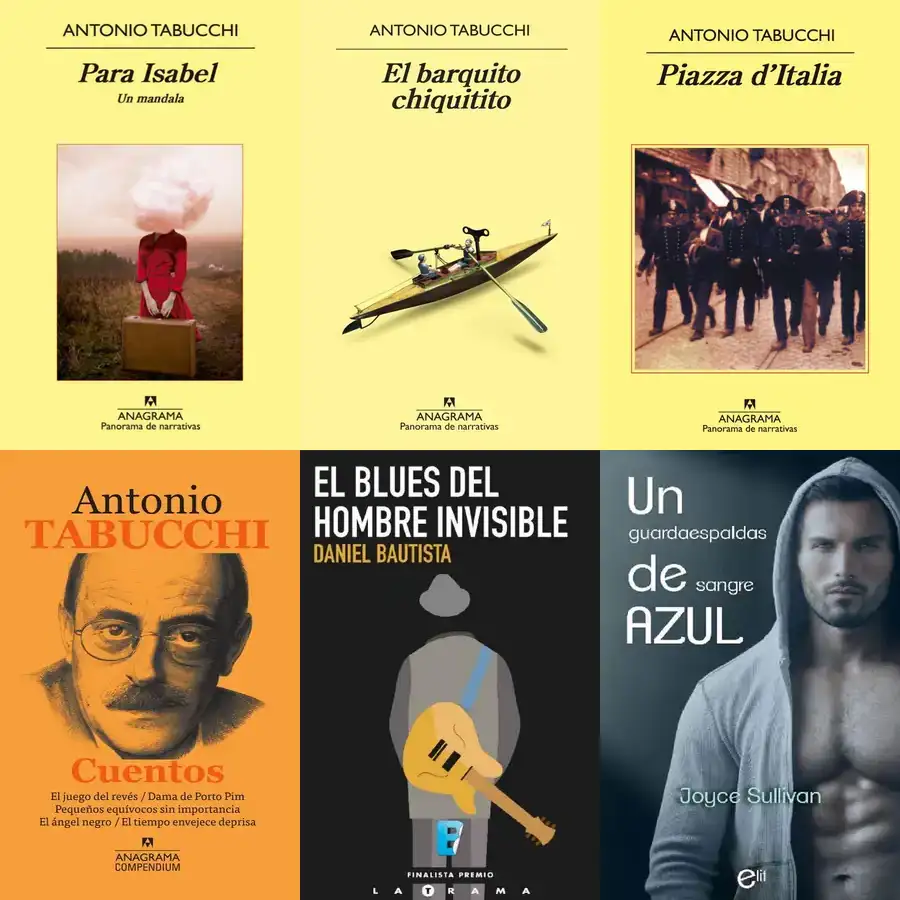 ANTONIO TABUCCHI
Para Isabel
Un mandala
ANAGRAMA
Panorama de narrativas
ANTONIO TABUCCHI
El barquito
chiquitito
ANAGRAMA
Panorama de narrativas
ANTONIO TABUCCHI
Piazza d'Italia
ANAGRAMA
Panorama de narrativas
Antonio
TABUCCHI
Cuentos
El juego del revés / Dama de Porto Pim
Pequeños equívocos sin importancia
El ángel negro / El tiempo envejece deprisa
ANAGRAMA
COMPENDIUM
EL BLUES DEL
HOMBRE INVISIBLE
DANIEL BAUTISTA
B
FINALISTA PREMIO
LA TRAMA
Un
guardaespaldas
de sangre
AZUL
Joyce Sullivan
elit